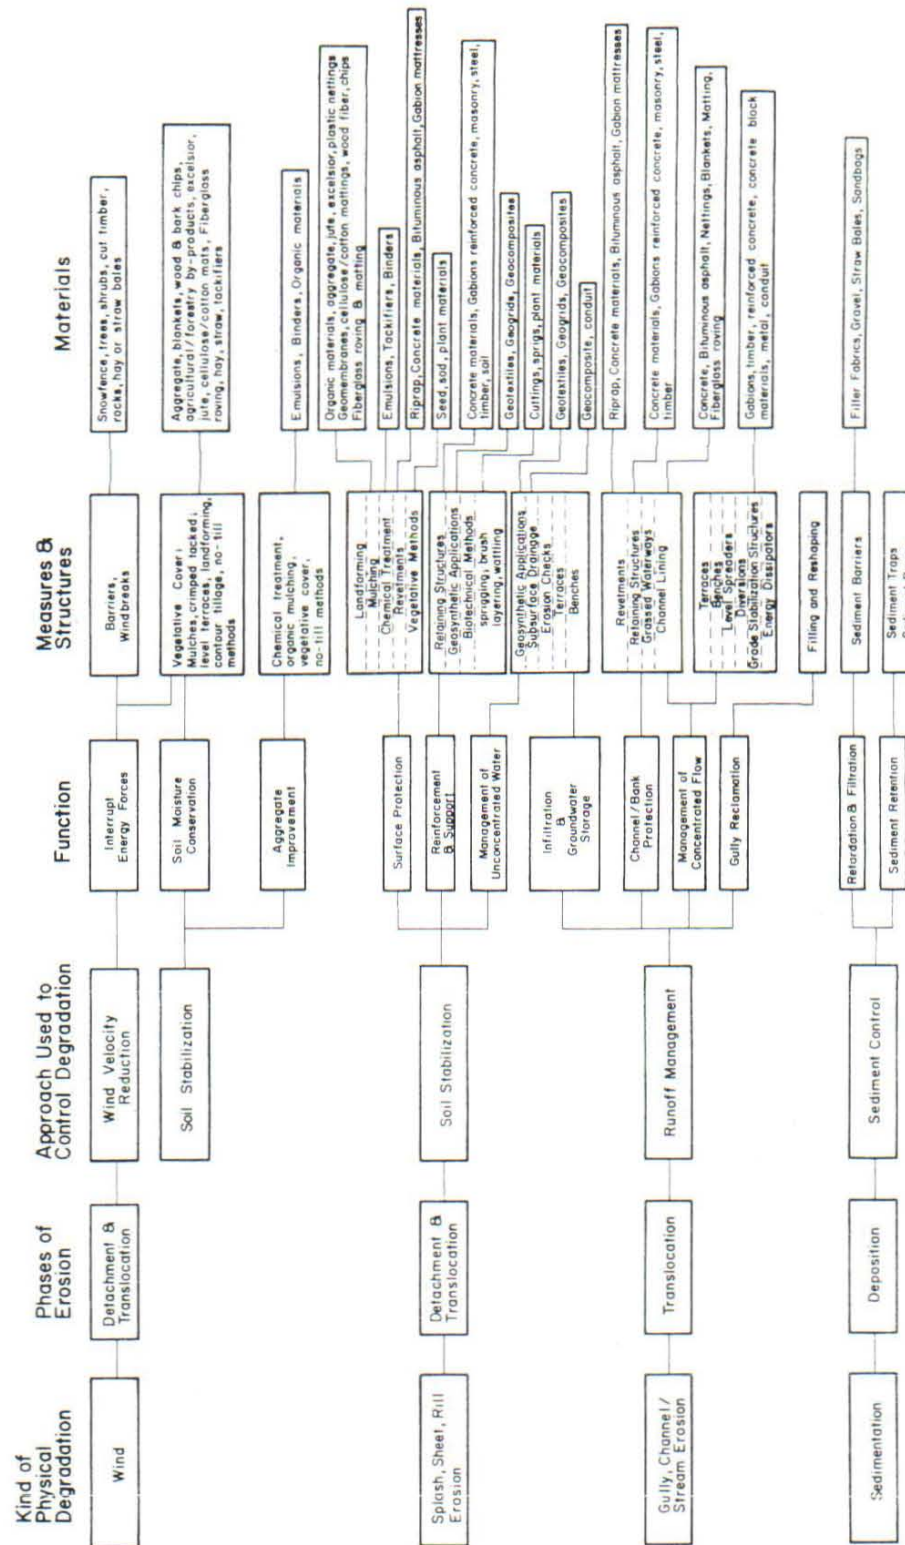 Kind of
Physical
Degradation
Phases of
Erosion
Approach Used to
Control Degradation
Function
Measures &
Structures
Materials
Wind
Detachment &
Translocation
Wind Velocity
Reduction
Interrupt
Energy Forces
Barriers,
Windbreaks
Snowfence, trees, shrubs, cut timber,
rocks, hay or straw bales
Soil Stabilization
Soil Moisture
Conservation
Vegetative Cover;
Mulches, crimped tacked;
level terraces, landforming,
contour tillage, no-till
methods
Aggregate, blankets, wood & bark chips,
agricultural/forestry by-products, excelsior,
jute, cellulose/cotton mats, Fiberglass
roving, hay, straw, tackifiers
Aggregate
Improvement
Chemical treatment,
organic mulching,
vegetative cover,
no-till methods
Emulsions, Binders, Organic materials
Splash, Sheet, Rill
Erosion
Detachment &
Translocation
Soil Stabilization
Surface Protection
Landforming
Mulching
Chemical Treatment
Revetments
Vegetative Methods
Organic materials, aggregate, jute, excelsior, plastic nettings
Geomembranes, cellulose/cotton mattings, wood fiber, chips
Fiberglass roving & matting
Emulsions, Tackifiers, Binders
Riprap, Concrete materials, Bituminous asphalt, Gabion mattresses
Seed, sod, plant materials
Reinforcement
& Support
Retaining Structures
Geosynthetic Applications
Biotechnical Methods
sprigging, brush
layering, wattling
Concrete materials, Gabions reinforced concrete, masonry, steel,
timber, soil
Geotextiles, Geogrids, Geocomposites
Cuttings, sprigs, plant materials
Management of
Unconcentrated Water
Geosynthetic Applications
Subsurface Drainage
Erosion Checks
Terraces
Benches
Geotextiles, Geogrids, Geocomposites
Geocomposite, conduit
Gully, Channel/
Stream Erosion
Translocation
Runoff Management
Infiltration
&
Groundwater
Storage
Channel/Bank
Protection
Revetments
Retaining Structures
Grassed Waterways
Channel Lining
Riprap, Concrete materials, Bituminous asphalt, Gabion mattresses
Concrete materials, Gabions reinforced concrete, masonry, steel,
timber
Concrete, Bituminous asphalt, Nettings, Blankets, Matting,
Fiberglass roving
Management of
Concentrated Flow
Terraces
Benches
Level Spreaders
Diversions
Grade Stabilization Structures
Energy Dissipators
Gabions, timber, reinforced concrete, concrete block
materials, metal, conduit
Gully Reclamation
Filling and Reshaping
Sedimentation
Deposition
Sediment Control
Retardation & Filtration
Sediment Barriers
Filter Fabrics, Gravel, Straw Bales, Sandbags
Sediment Retention
Sediment Traps